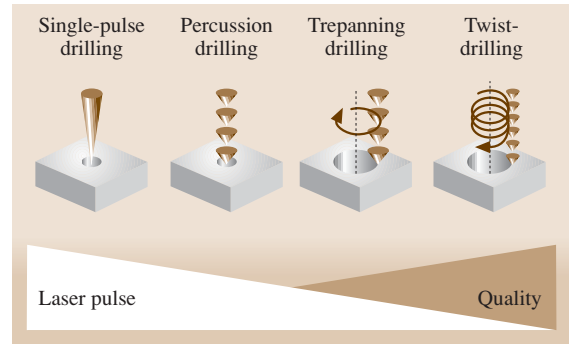 Single-pulse
drilling
Percussion
drilling
Trepanning
drilling
Twist-
drilling
Laser pulse
Quality